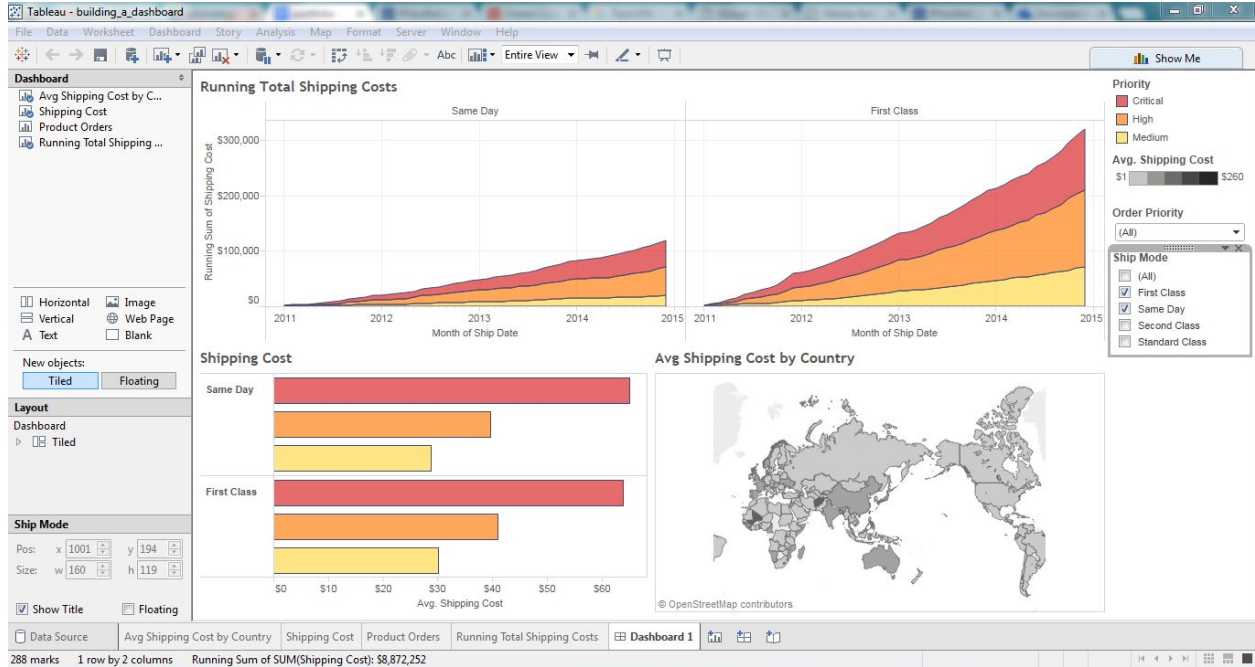 Tableau - building_a_dashboard
File Data Worksheet Dashboard Story Analysis Map Format Server Window Help
Abc Entire View Show Me
Dashboard
Avg Shipping Cost by C...
Shipping Cost
Product Orders
Running Total Shipping ...
Horizontal Image
Vertical Web Page
A Text Blank
New objects:
Tiled Floating
Layout
Dashboard
Tiled
Ship Mode
Pos: x 1001 y 194
Size: w 160 h 119
Show Title Floating
Running Total Shipping Costs
Same Day First Class
Running Sum of Shipping Cost
$300,000
$200,000
$100,000
$0
2011 2012 2013 2014 2015 2011 2012 2013 2014 2015
Month of Ship Date Month of Ship Date
Shipping Cost
Same Day
First Class
$0 $10 $20 $30 $40 $50 $60
Avg. Shipping Cost
Avg Shipping Cost by Country
© OpenStreetMap contributors
Priority
Critical
High
Medium
Avg. Shipping Cost
$1 $260
Order Priority
(All)
Ship Mode
(All)
First Class
Same Day
Second Class
Standard Class
Data Source Avg Shipping Cost by Country Shipping Cost Product Orders Running Total Shipping Costs Dashboard 1
288 marks 1 row by 2 columns Running Sum of SUM(Shipping Cost): $8,872,252